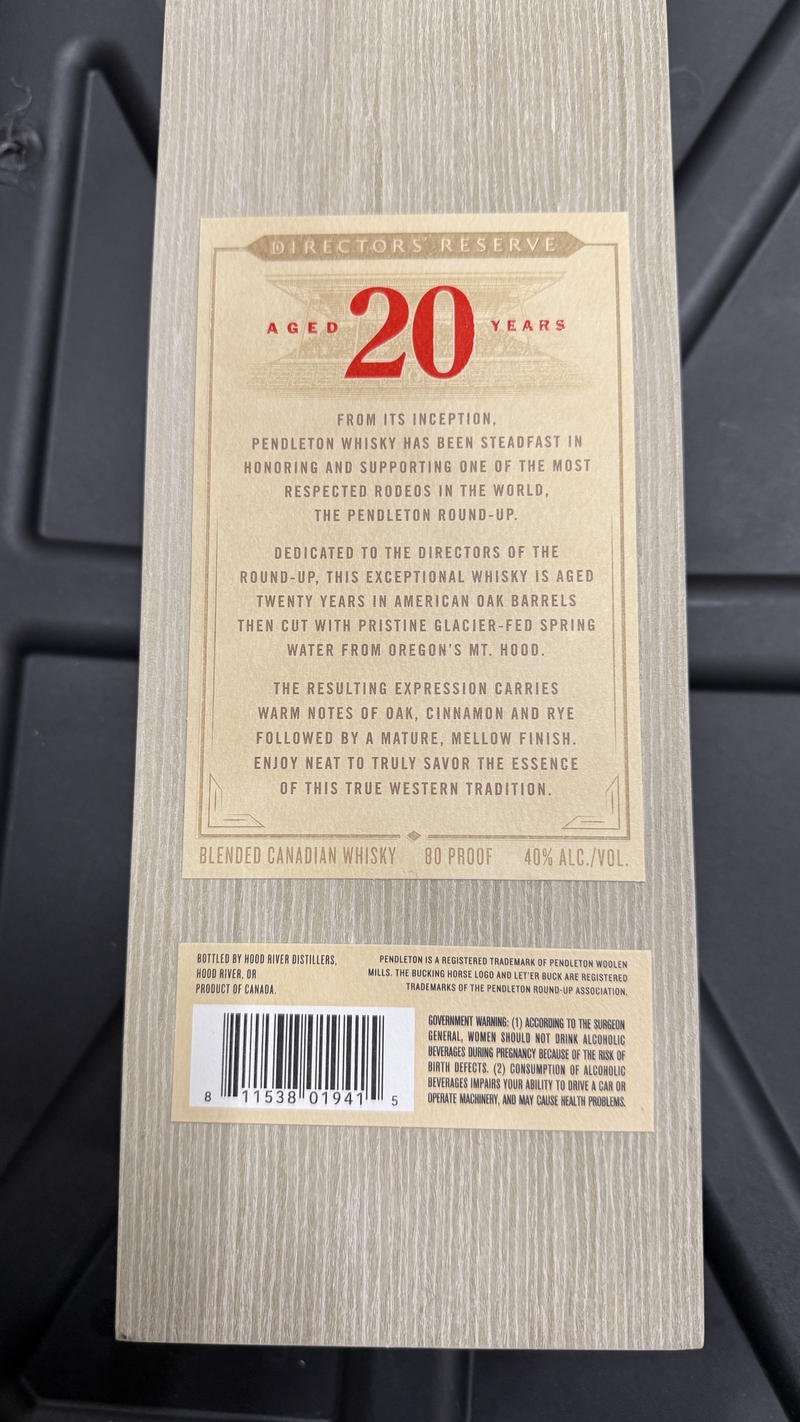 DIRECTORS' RESERVE
AGED 20 YEARS
FROM ITS INCEPTION,
PENDLETON WHISKY HAS BEEN STEADFAST IN
HONORING AND SUPPORTING ONE OF THE MOST
RESPECTED RODEOS IN THE WORLD,
THE PENDLETON ROUND-UP.
DEDICATED TO THE DIRECTORS OF THE
ROUND-UP, THIS EXCEPTIONAL WHISKY IS AGED
TWENTY YEARS IN AMERICAN OAK BARRELS
THEN CUT WITH PRISTINE GLACIER-FED SPRING
WATER FROM OREGON'S MT. HOOD.
THE RESULTING EXPRESSION CARRIES
WARM NOTES OF OAK, CINNAMON AND RYE
FOLLOWED BY A MATURE, MELLOW FINISH.
ENJOY NEAT TO TRULY SAVOR THE ESSENCE
OF THIS TRUE WESTERN TRADITION.
BLENDED CANADIAN WHISKY 80 PROOF 40% ALC./VOL.
BOTTLED BY HOOD RIVER DISTILLERS,
HOOD RIVER, OR
PRODUCT OF CANADA.
PENDLETON IS A REGISTERED TRADEMARK OF PENDLETON WOOLEN
MILLS. THE BUCKING HORSE LOGO AND LET'ER BUCK ARE REGISTERED
TRADEMARKS OF THE PENDLETON ROUND-UP ASSOCIATION.
8 11538 01941 5
GOVERNMENT WARNING: (1) ACCORDING TO THE SURGEON
GENERAL, WOMEN SHOULD NOT DRINK ALCOHOLIC
BEVERAGES DURING PREGNANCY BECAUSE OF THE RISK OF
BIRTH DEFECTS. (2) CONSUMPTION OF ALCOHOLIC
BEVERAGES IMPAIRS YOUR ABILITY TO DRIVE A CAR OR
OPERATE MACHINERY, AND MAY CAUSE HEALTH PROBLEMS.